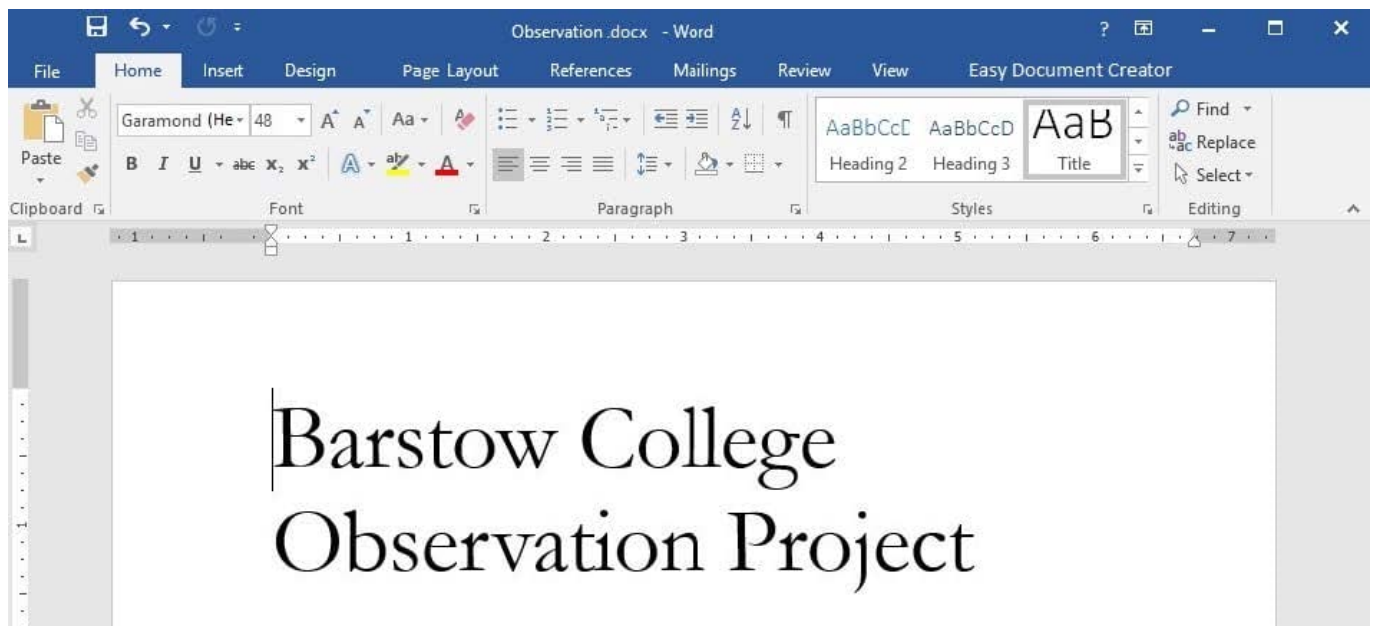 Observation .docx - Word
?
File Home Insert Design Page Layout References Mailings Review View Easy Document Creator
Garamond (He 48 A A Aa
A Z ¶
AaBbCcD AaBbCcD AaB
Find
Replace
Paste
B I U abc X₂ X² A aby A
Heading 2 Heading 3 Title
Select
Clipboard Font Paragraph Styles Editing
L
1 1 2 3 4 5 6 7
Barstow College
Observation Project
1